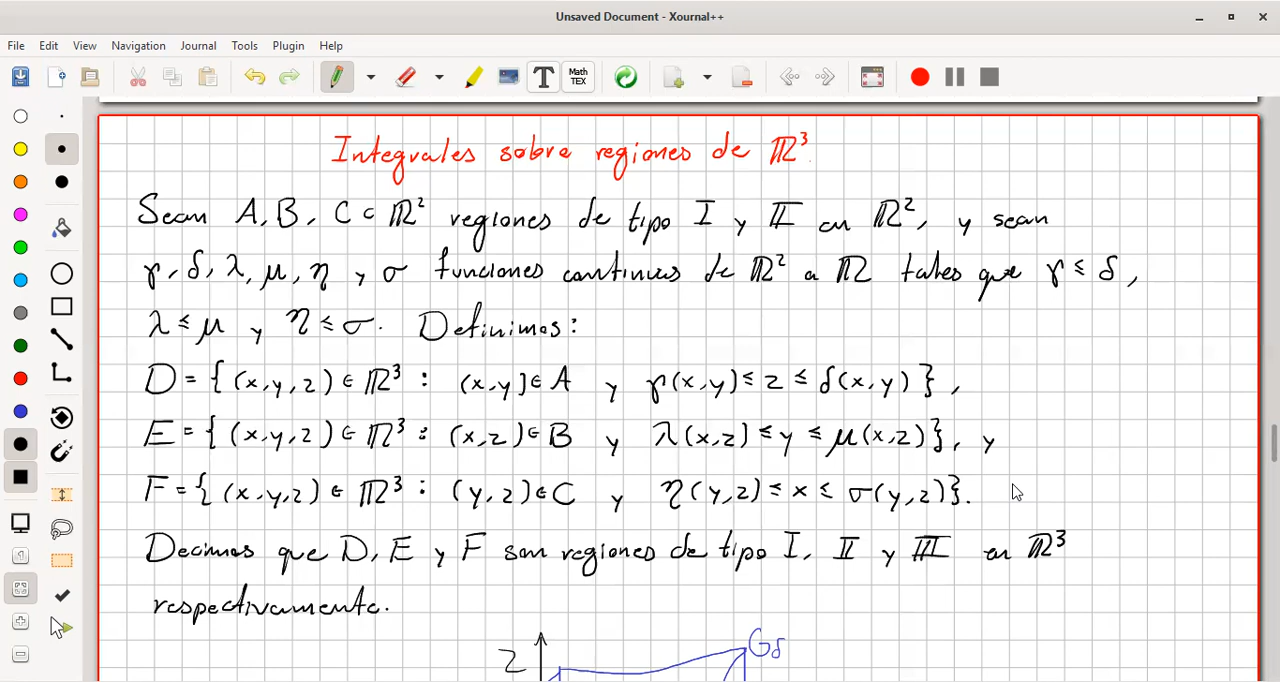 Unsaved Document - Xournal++
File Edit View Navigation Journal Tools Plugin Help
T Math TEX
Integrales sobre regiones de ℝ³.
Sean A, B, C ⊂ ℝ² regiones de tipo I y II en ℝ², y sean
γ, δ, λ, μ, η y σ funciones continuas de ℝ² a ℝ tales que γ ≤ δ,
λ ≤ μ y η ≤ σ. Definimos:
D = { (x,y,z) ∈ ℝ³ : (x,y) ∈ A y γ(x,y) ≤ z ≤ δ(x,y) },
E = { (x,y,z) ∈ ℝ³ : (x,z) ∈ B y λ(x,z) ≤ y ≤ μ(x,z) }, y
F = { (x,y,z) ∈ ℝ³ : (y,z) ∈ C y η(y,z) ≤ x ≤ σ(y,z) }.
Decimos que D, E y F son regiones de tipo I, II y III en ℝ³
respectivamente.
z Gδ